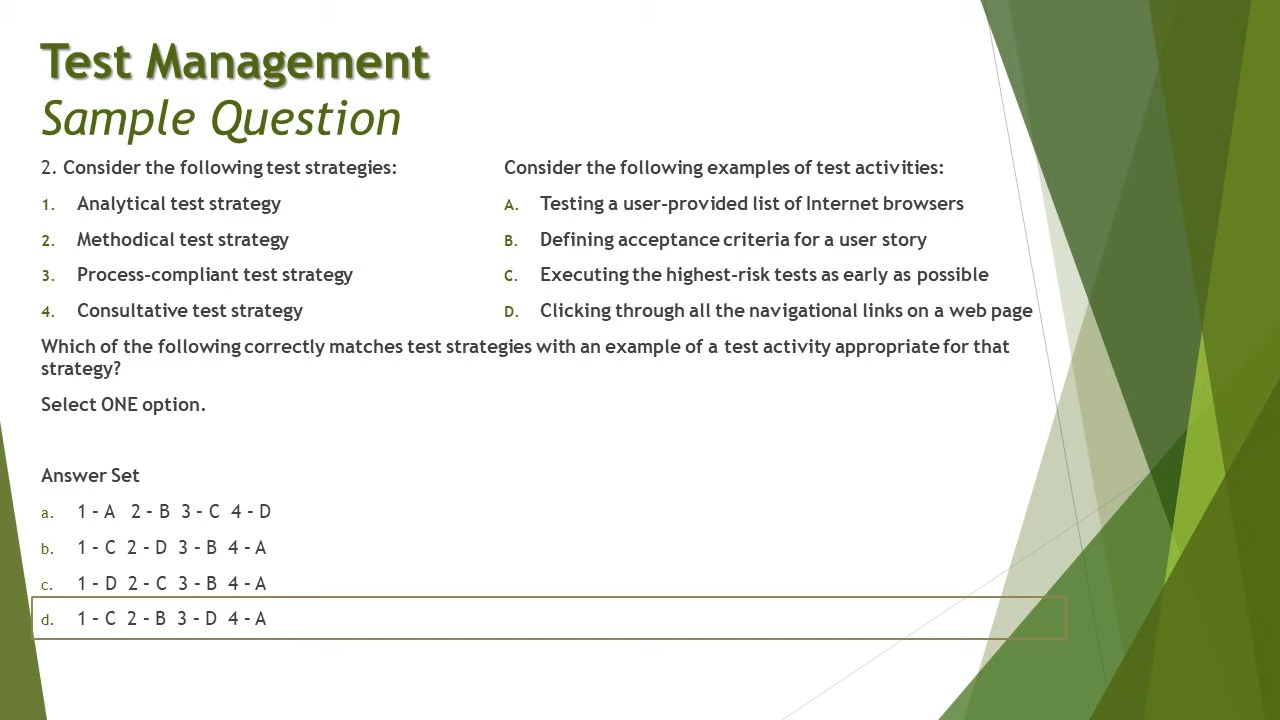 Test Management
Sample Question
2. Consider the following test strategies:
1. Analytical test strategy
2. Methodical test strategy
3. Process-compliant test strategy
4. Consultative test strategy
Consider the following examples of test activities:
A. Testing a user-provided list of Internet browsers
B. Defining acceptance criteria for a user story
C. Executing the highest-risk tests as early as possible
D. Clicking through all the navigational links on a web page
Which of the following correctly matches test strategies with an example of a test activity appropriate for that
strategy?
Select ONE option.
Answer Set
a. 1 - A 2 - B 3 - C 4 - D
b. 1 - C 2 - D 3 - B 4 - A
c. 1 - D 2 - C 3 - B 4 - A
d. 1 - C 2 - B 3 - D 4 - A